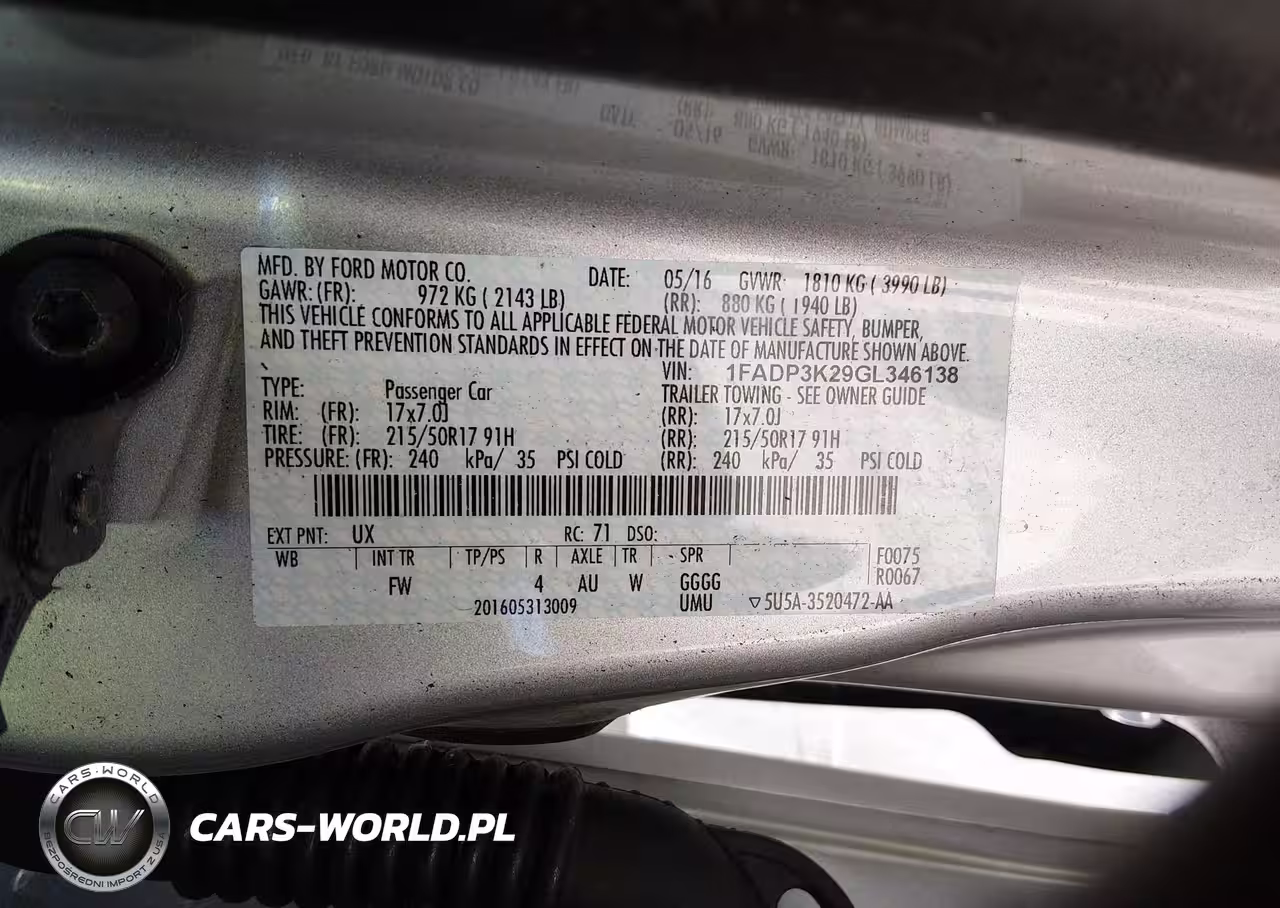 MFD. BY FORD MOTOR CO. DATE: 05/16 GVWR: 1810 KG ( 3990 LB)
GAWR: (FR): 972 KG ( 2143 LB) (RR): 880 KG ( 1940 LB)
THIS VEHICLE CONFORMS TO ALL APPLICABLE FEDERAL MOTOR VEHICLE SAFETY, BUMPER,
AND THEFT PREVENTION STANDARDS IN EFFECT ON THE DATE OF MANUFACTURE SHOWN ABOVE.
VIN: 1FADP3K29GL346138
TYPE: Passenger Car TRAILER TOWING - SEE OWNER GUIDE
RIM: (FR): 17x7.0J (RR): 17x7.0J
TIRE: (FR): 215/50R17 91H (RR): 215/50R17 91H
PRESSURE: (FR): 240 kPa/ 35 PSI COLD (RR): 240 kPa/ 35 PSI COLD
EXT PNT: UX RC: 71 DSO:
WB INT TR TP/PS R AXLE TR SPR F0075
FW 4 AU W GGGG R0067
201605313009 UMU ▽5U5A-3520472-AA
CARS-WORLD
CW
BEZPOŚREDNI IMPORT Z USA
CARS-WORLD.PL